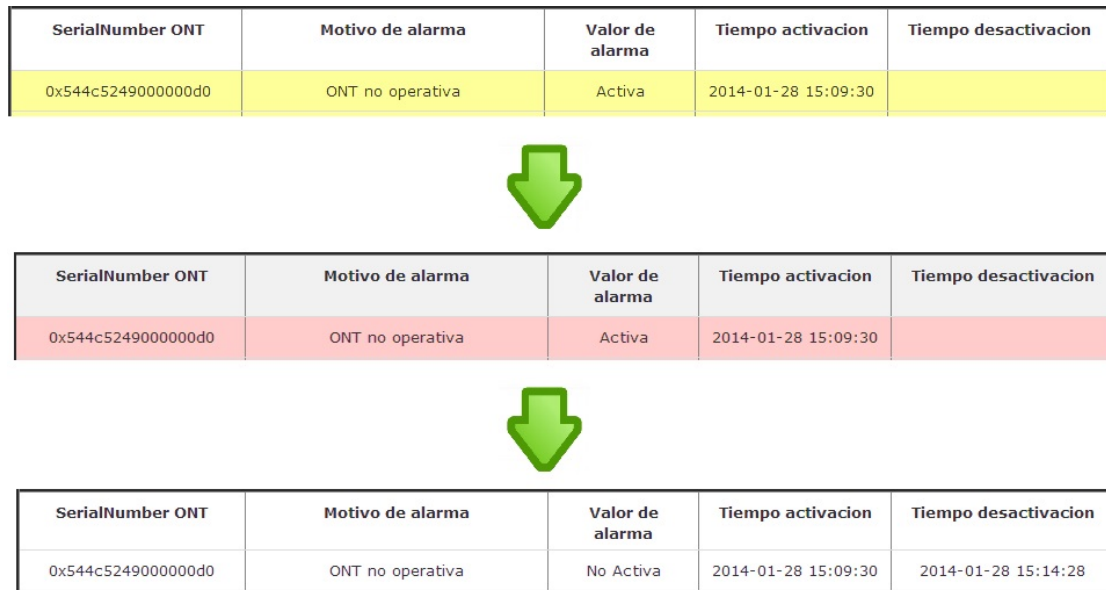 SerialNumber ONT Motivo de alarma Valor de alarma Tiempo activacion Tiempo desactivacion
0x544c5249000000d0 ONT no operativa Activa 2014-01-28 15:09:30
SerialNumber ONT Motivo de alarma Valor de alarma Tiempo activacion Tiempo desactivacion
0x544c5249000000d0 ONT no operativa Activa 2014-01-28 15:09:30
SerialNumber ONT Motivo de alarma Valor de alarma Tiempo activacion Tiempo desactivacion
0x544c5249000000d0 ONT no operativa No Activa 2014-01-28 15:09:30 2014-01-28 15:14:28